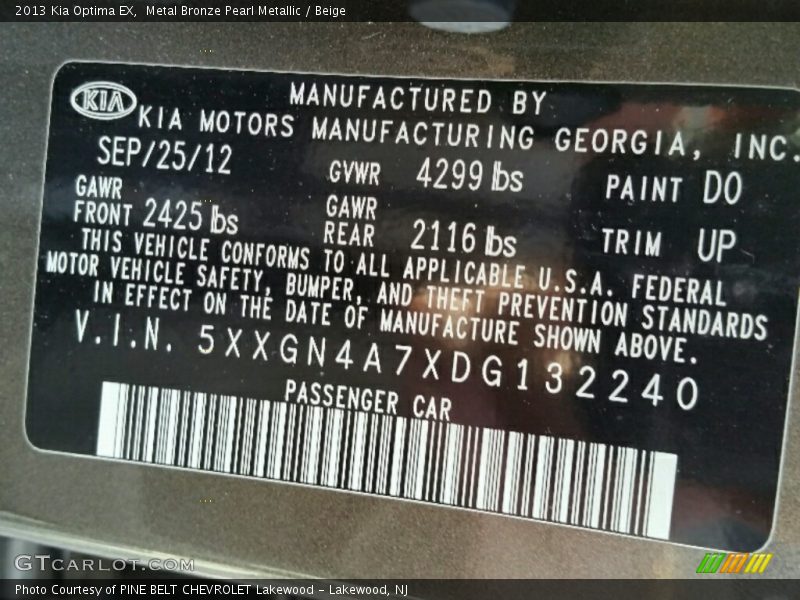 2013 Kia Optima EX, Metal Bronze Pearl Metallic / Beige
KIA
MANUFACTURED BY
KIA MOTORS MANUFACTURING GEORGIA, INC.
SEP/25/12 GVWR 4299 lbs PAINT D0
GAWR FRONT 2425 lbs GAWR REAR 2116 lbs TRIM UP
THIS VEHICLE CONFORMS TO ALL APPLICABLE U.S.A. FEDERAL
MOTOR VEHICLE SAFETY, BUMPER, AND THEFT PREVENTION STANDARDS
IN EFFECT ON THE DATE OF MANUFACTURE SHOWN ABOVE.
V.I.N. 5XXGN4A7XDG132240
PASSENGER CAR
GTCARLOT.COM
Photo Courtesy of PINE BELT CHEVROLET Lakewood - Lakewood, NJ